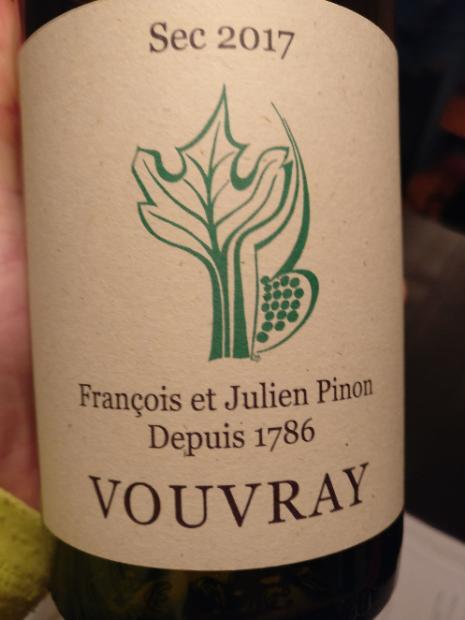 Sec 2017
François et Julien Pinon
Depuis 1786
VOUVRAY